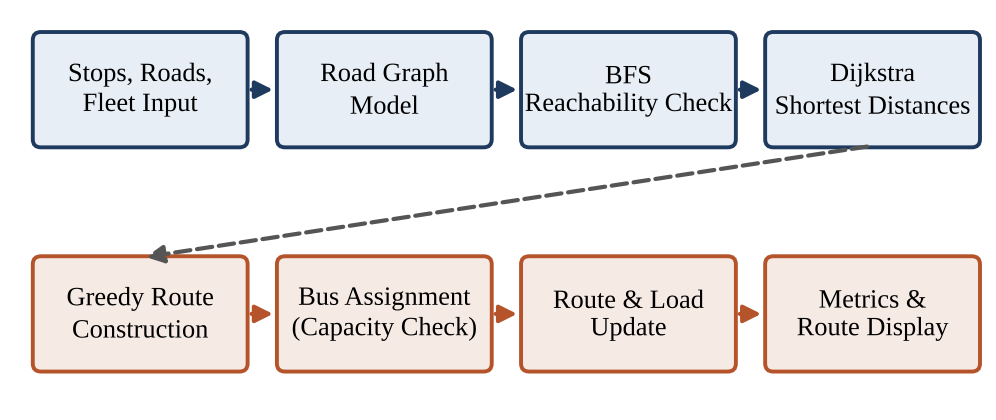 Stops, Roads,
Fleet Input
Road Graph
Model
BFS
Reachability Check
Dijkstra
Shortest Distances
Greedy Route
Construction
Bus Assignment
(Capacity Check)
Route & Load
Update
Metrics &
Route Display